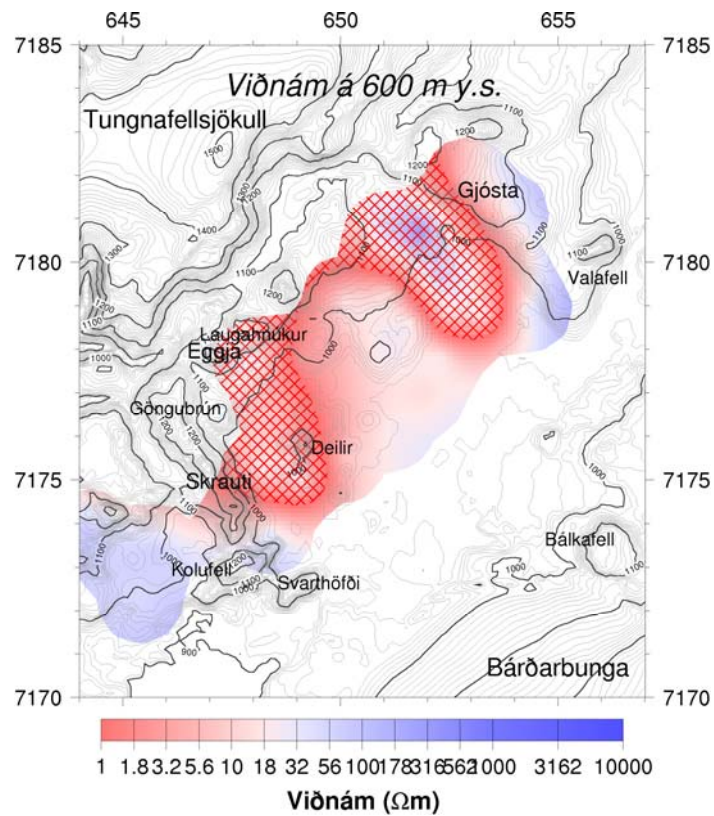 645 650 655
7185 7185
Viðnám á 600 m y.s.
Tungnafellsjökull
Gjósta
7180 7180
Valafell
Laugahnúkur
Eggja
Göngubrún
Deilir
7175 7175
Skrauti
Bálkafell
Kolufell
Svarthöfði
Bárðarbunga
7170 7170
1 1.8 3.2 5.6 10 18 32 56 100 178 316 562 1000 3162 10000
Viðnám (Ωm)